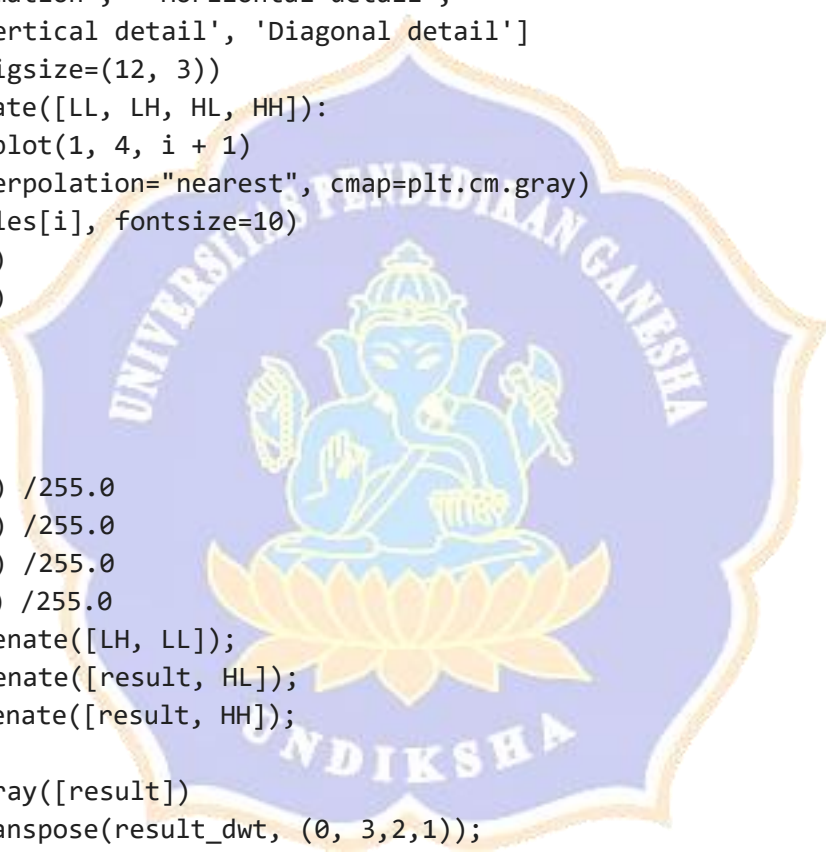 'Horizontal detail',
ertical detail', 'Diagonal detail']
igsize=(12, 3))
ate([LL, LH, HL, HH]):
plot(1, 4, i + 1)
erpolation="nearest", cmap=plt.cm.gray)
les[i], fontsize=10)
)
)
UNIVERSITAS PENDIDIKAN GANESHA
) /255.0
) /255.0
) /255.0
) /255.0
enate([LH, LL]);
enate([result, HL]);
enate([result, HH]);
UNDIKSHA
ray([result])
anspose(result_dwt, (0, 3,2,1));